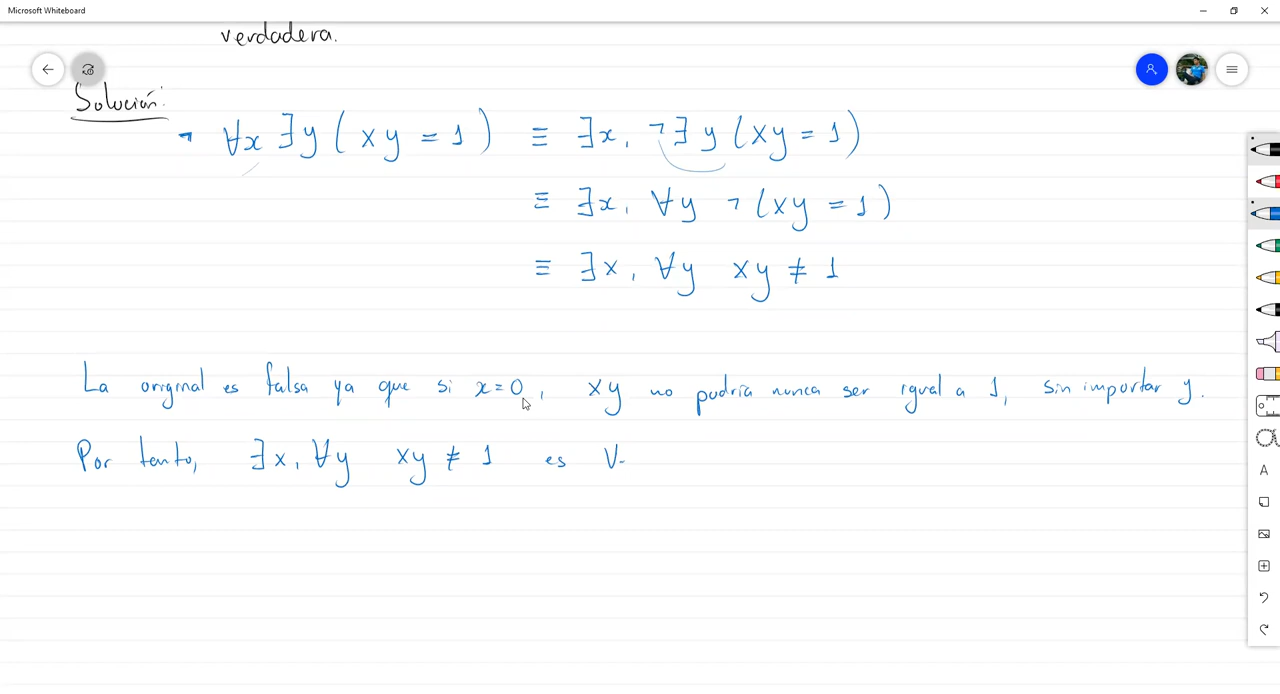 Microsoft Whiteboard
verdadera.
Solución:
¬ ∀x ∃y ( xy = 1 ) ≡ ∃x, ¬∃y (xy = 1)
≡ ∃x, ∀y ¬ (xy = 1)
≡ ∃x, ∀y xy ≠ 1
La original es falsa ya que si x=0, xy no podría nunca ser igual a 1, sin importar y.
Por tanto, ∃x, ∀y xy ≠ 1 es V.
A